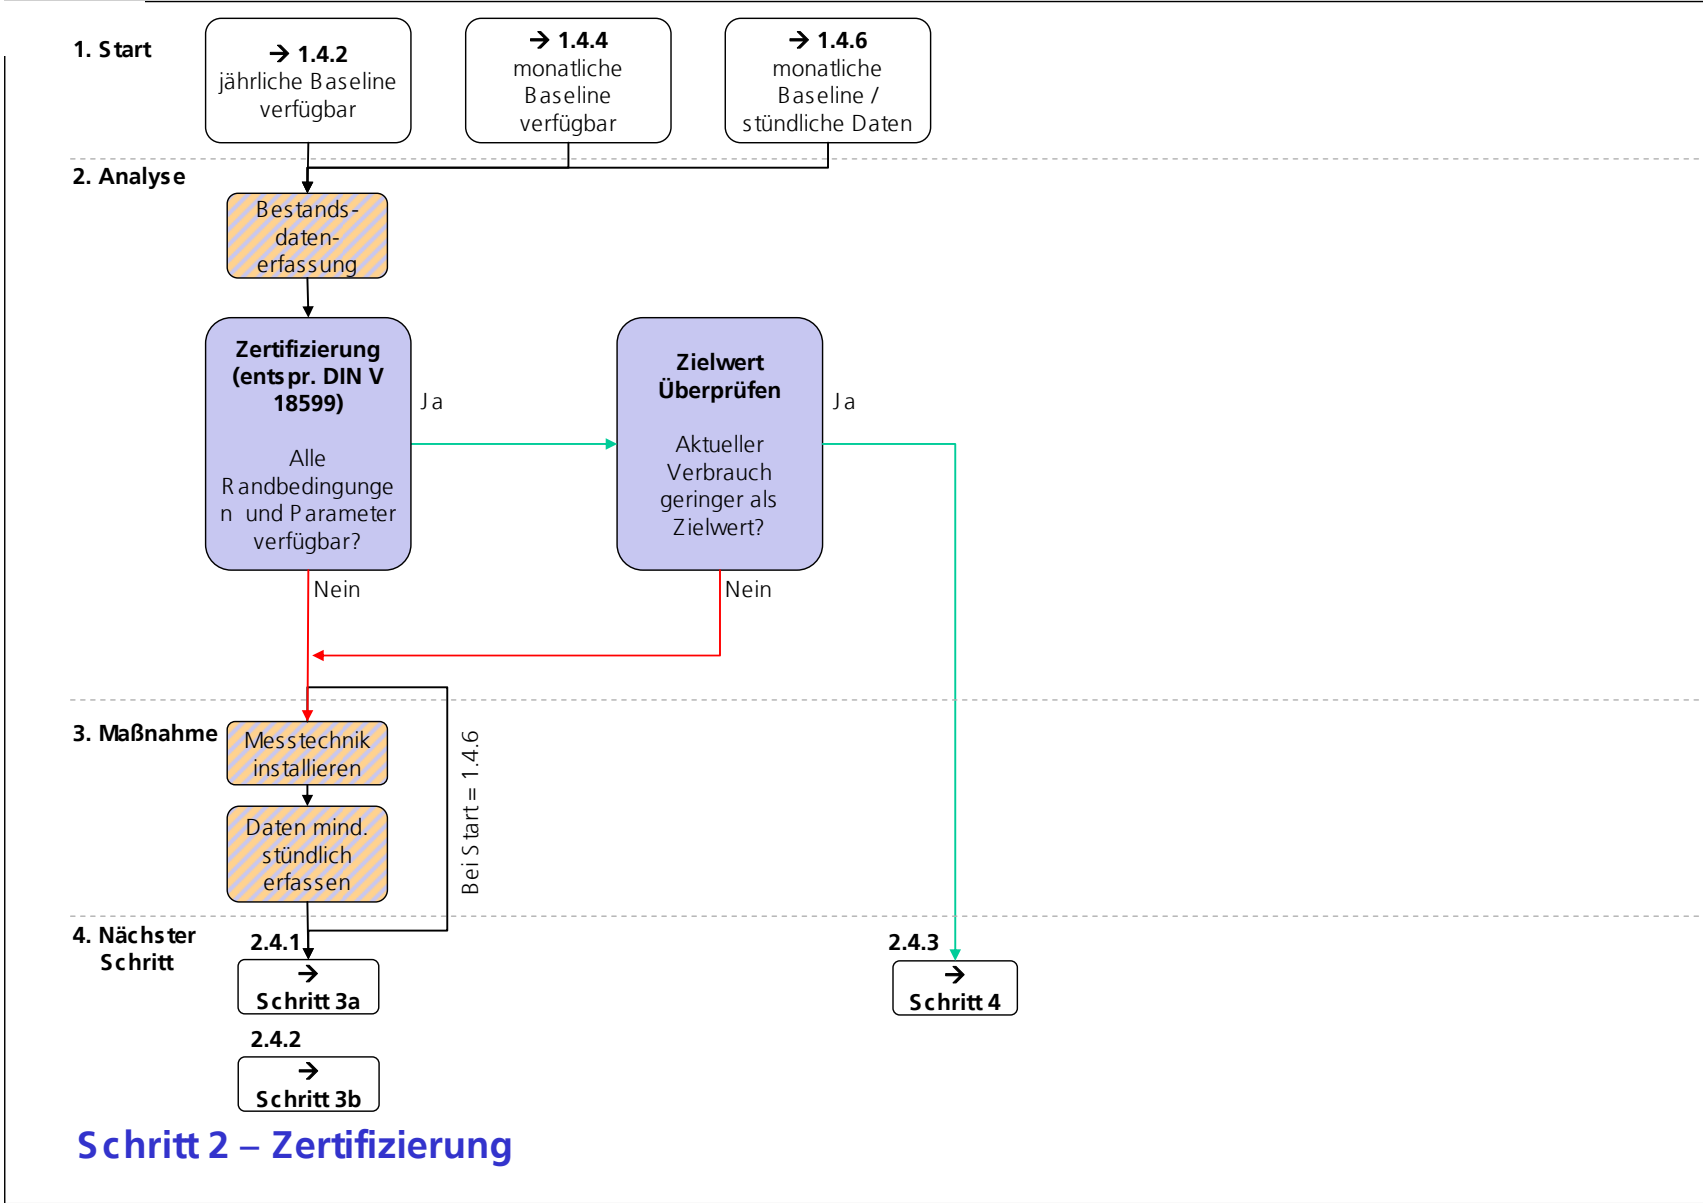 1. Start
→ 1.4.2
jährliche Baseline
verfügbar
→ 1.4.4
monatliche
Baseline
verfügbar
→ 1.4.6
monatliche
Baseline /
stündliche Daten
2. Analyse
Bestands-
daten-
erfassung
Zertifizierung
(entspr. DIN V
18599)
Alle
Randbedingunge
n und Parameter
verfügbar?
Ja
Nein
Zielwert
Überprüfen
Aktueller
Verbrauch
geringer als
Zielwert?
Ja
Nein
3. Maßnahme
Messtechnik
installieren
Daten mind.
stündlich
erfassen
Bei Start = 1.4.6
4. Nächster
Schritt
2.4.1
→
Schritt 3a
2.4.3
→
Schritt 4
2.4.2
→
Schritt 3b
Schritt 2 – Zertifizierung